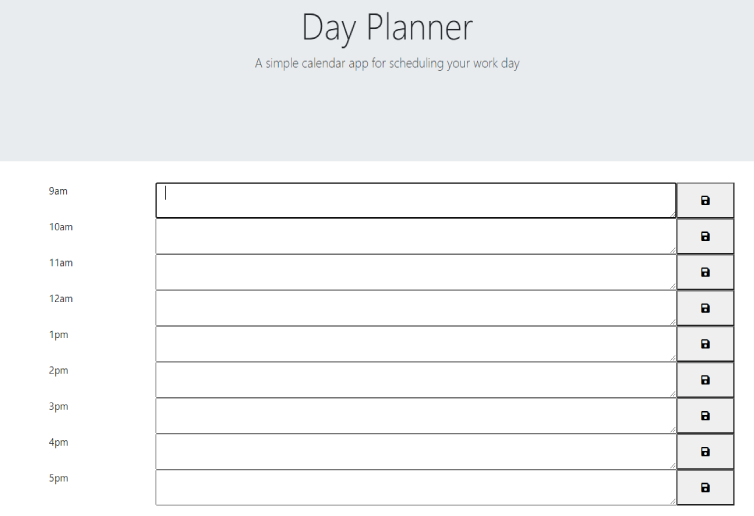 Day Planner
A simple calendar app for scheduling your work day
9am
10am
11am
12am
1pm
2pm
3pm
4pm
5pm